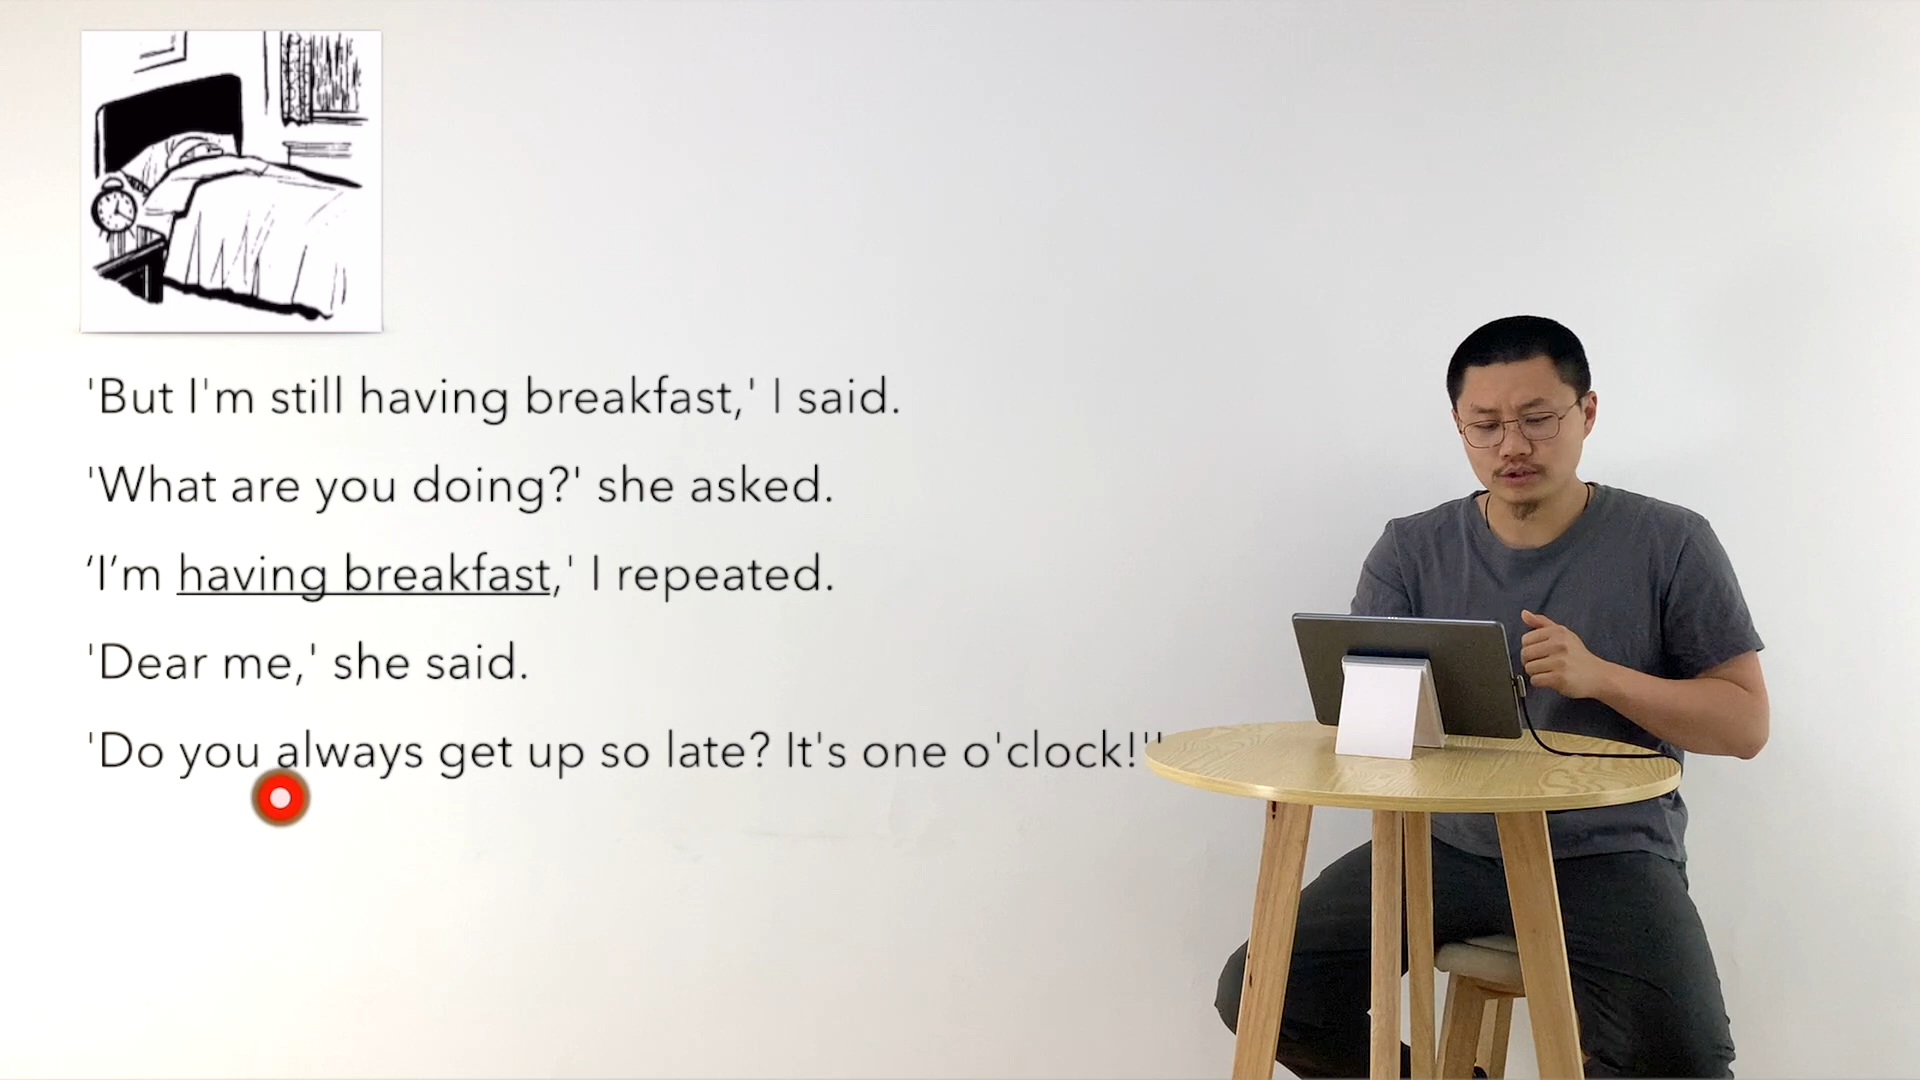 'But I'm still having breakfast,' I said.
'What are you doing?' she asked.
‘I’m having breakfast,' I repeated.
'Dear me,' she said.
'Do you always get up so late? It's one o'clock!'